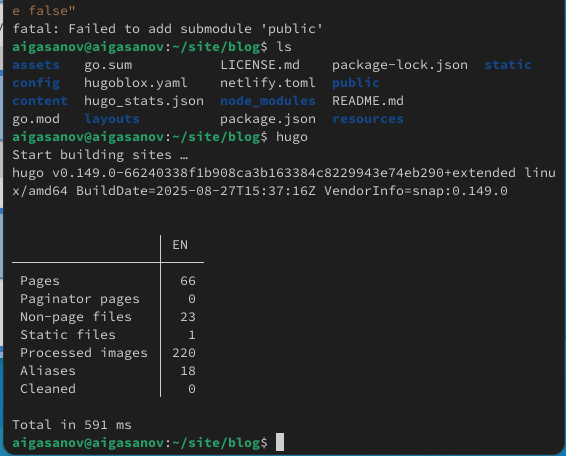 e false"
fatal: Failed to add submodule 'public'
aigasanov@aigasanov:~/site/blog$ ls
assets   go.sum           LICENSE.md     package-lock.json  static
config   hugoblox.yaml    netlify.toml   public
content  hugo_stats.json  node_modules   README.md
go.mod   layouts          package.json   resources
aigasanov@aigasanov:~/site/blog$ hugo
Start building sites …
hugo v0.149.0-66240338f1b908ca3b163384c8229943e74eb290+extended linu
x/amd64 BuildDate=2025-08-27T15:37:16Z VendorInfo=snap:0.149.0
EN
Pages 66
Paginator pages 0
Non-page files 23
Static files 1
Processed images 220
Aliases 18
Cleaned 0
Total in 591 ms
aigasanov@aigasanov:~/site/blog$